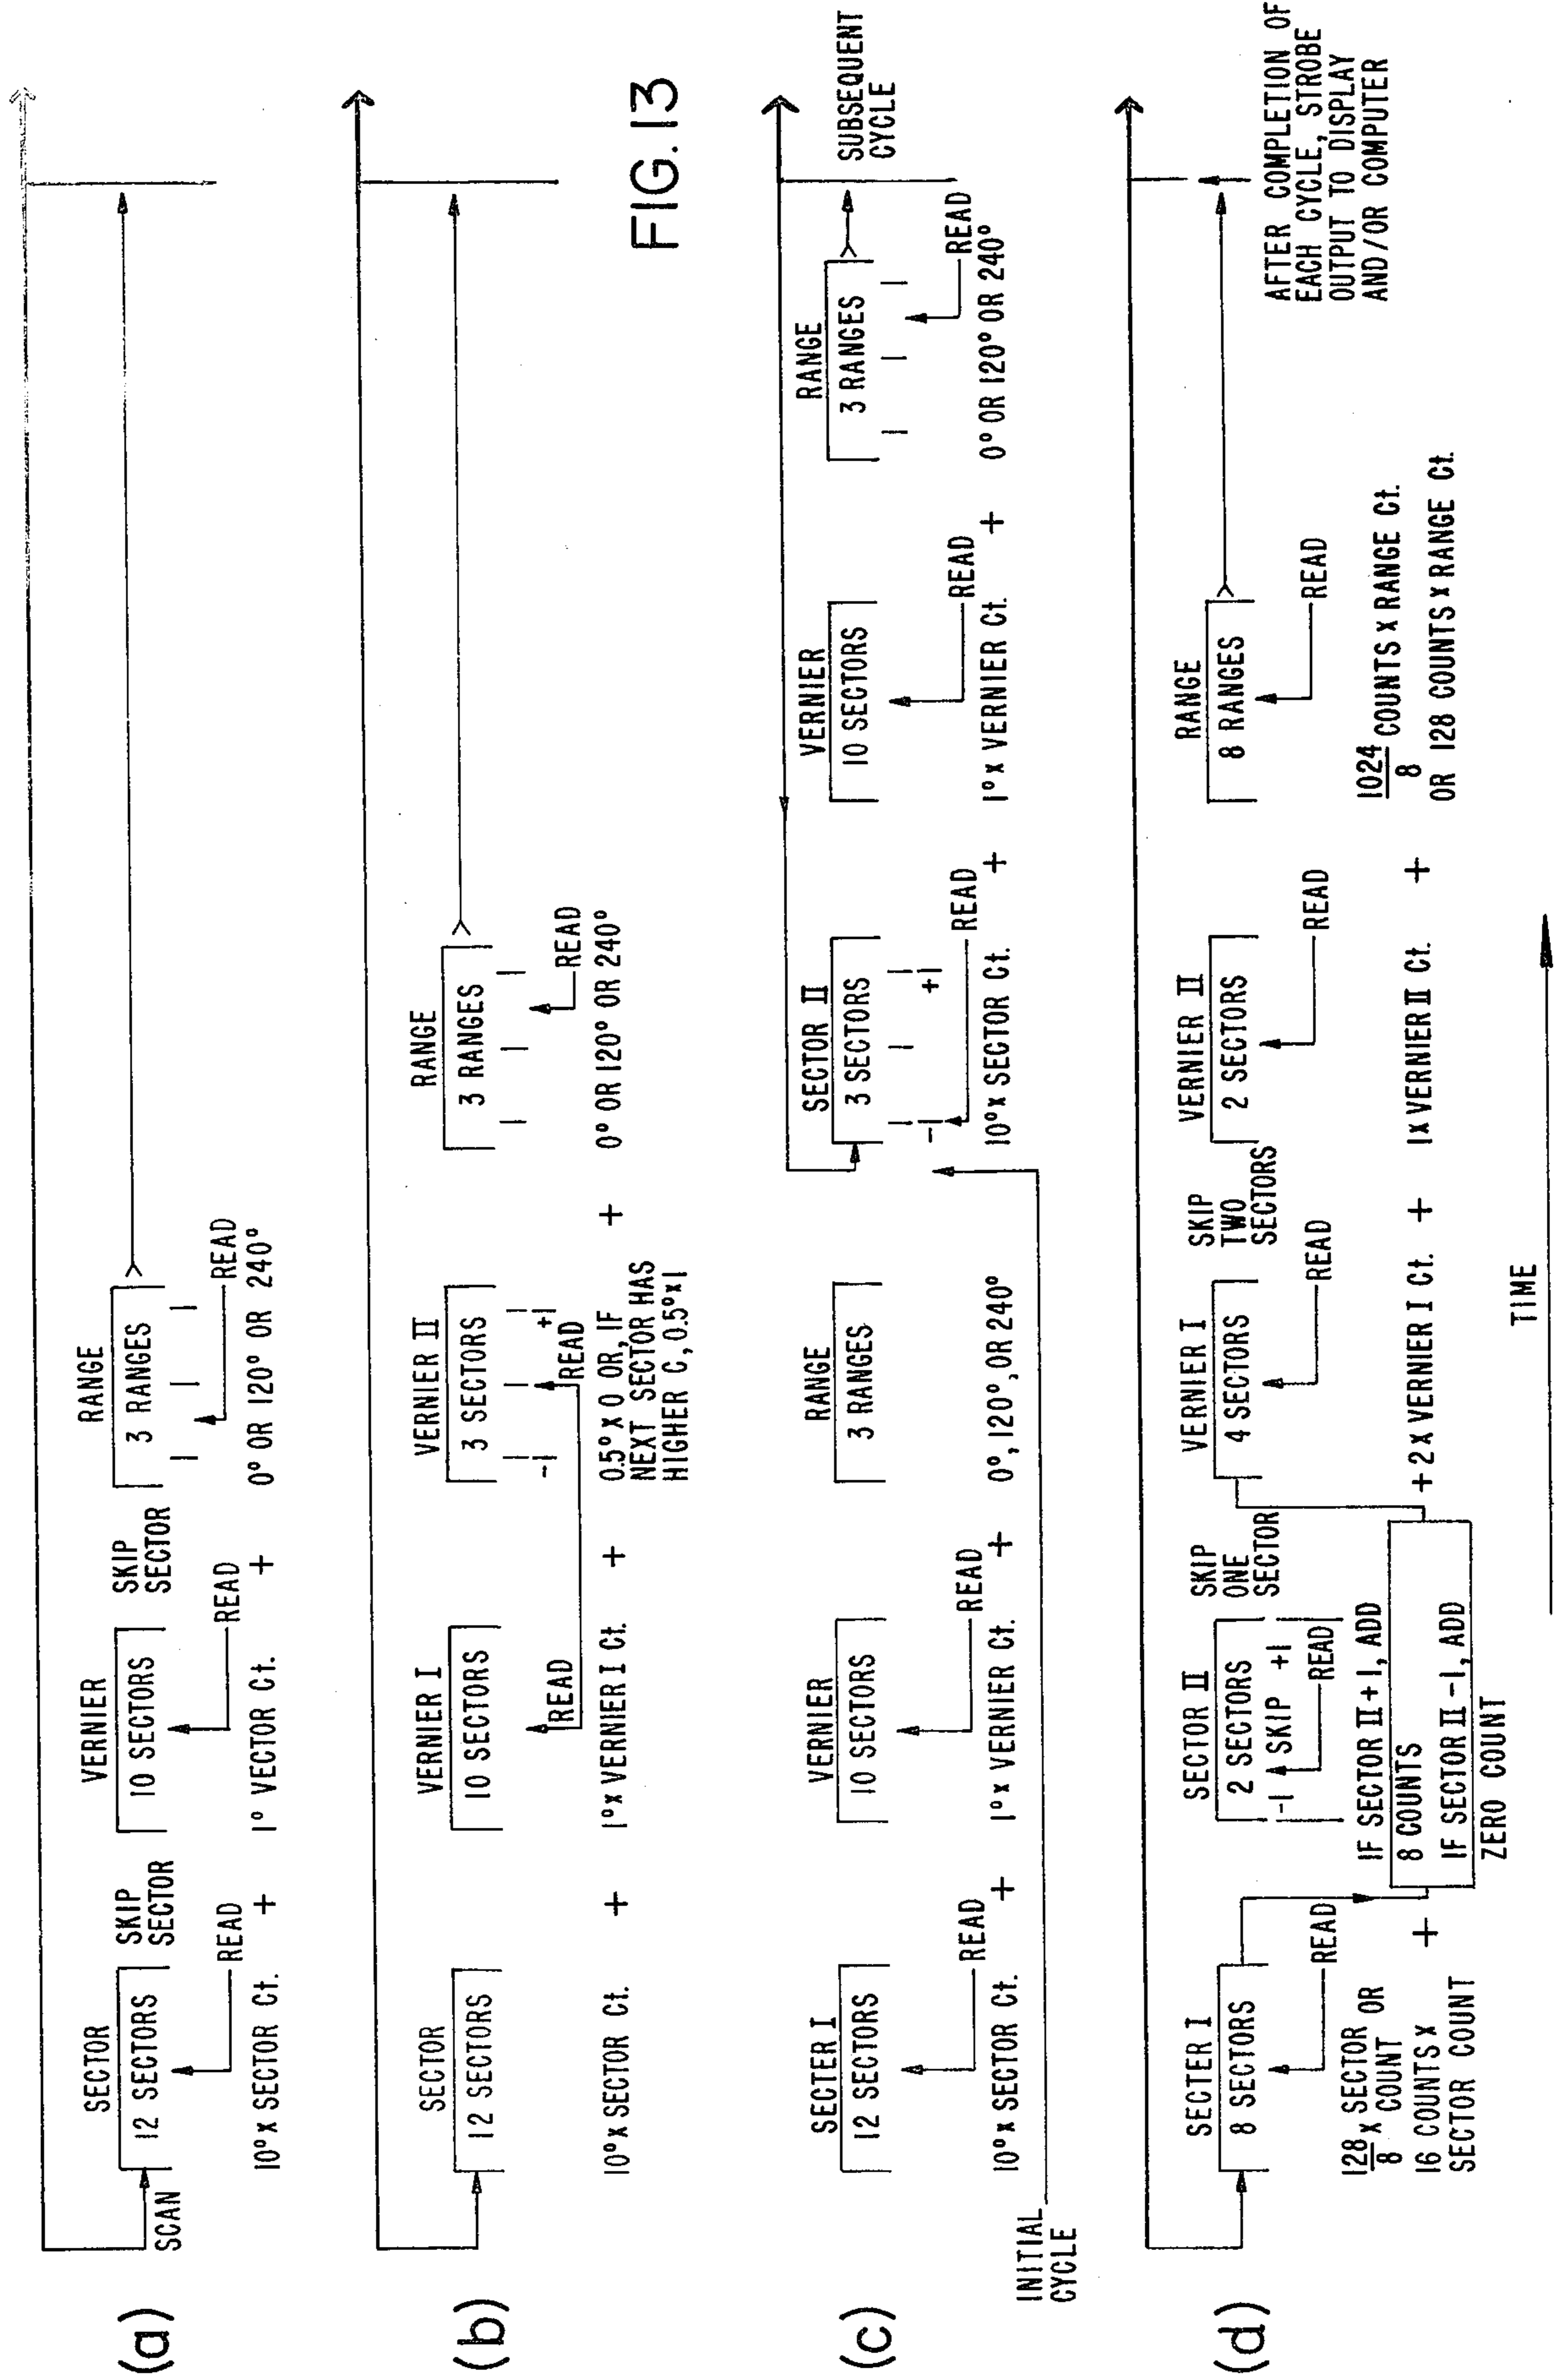 (a)
SCAN
SECTOR
12 SECTORS
READ
10° x SECTOR Ct.
SKIP
SECTOR
+
VERNIER
10 SECTORS
READ
1° VECTOR Ct.
SKIP
SECTOR
+
RANGE
3 RANGES
READ
0° OR 120° OR 240°
(b)
SECTOR
12 SECTORS
10° x SECTOR Ct.
+
VERNIER I
10 SECTORS
READ
1° x VERNIER I Ct.
+
VERNIER II
3 SECTORS
-1
+1
READ
0.5° x 0 OR, IF
NEXT SECTOR HAS
HIGHER C, 0.5° x 1
+
RANGE
3 RANGES
READ
0° OR 120° OR 240°
FIG. 13
(c)
INITIAL
CYCLE
SECTER I
12 SECTORS
READ
10° x SECTOR Ct.
+
VERNIER
10 SECTORS
READ
1° x VERNIER Ct.
+
RANGE
3 RANGES
0°, 120°, OR 240°
SECTOR II
3 SECTORS
-1
+1
READ
10° x SECTOR Ct.
+
VERNIER
10 SECTORS
READ
1° x VERNIER Ct.
+
RANGE
3 RANGES
READ
0° OR 120° OR 240°
SUBSEQUENT
CYCLE
(d)
SECTER I
8 SECTORS
READ
128/8 x SECTOR OR
COUNT
16 COUNTS x
SECTOR COUNT
+
SECTOR II
2 SECTORS
-1 SKIP +1
READ
IF SECTOR II +1, ADD
8 COUNTS
IF SECTOR II -1, ADD
ZERO COUNT
SKIP
ONE
SECTOR
VERNIER I
4 SECTORS
READ
+ 2 x VERNIER I Ct.
+
SKIP
TWO
SECTORS
VERNIER II
2 SECTORS
READ
1 x VERNIER II Ct.
+
RANGE
8 RANGES
READ
1024/8 COUNTS x RANGE Ct.
OR 128 COUNTS x RANGE Ct.
AFTER COMPLETION OF
EACH CYCLE, STROBE
OUTPUT TO DISPLAY
AND/OR COMPUTER
TIME